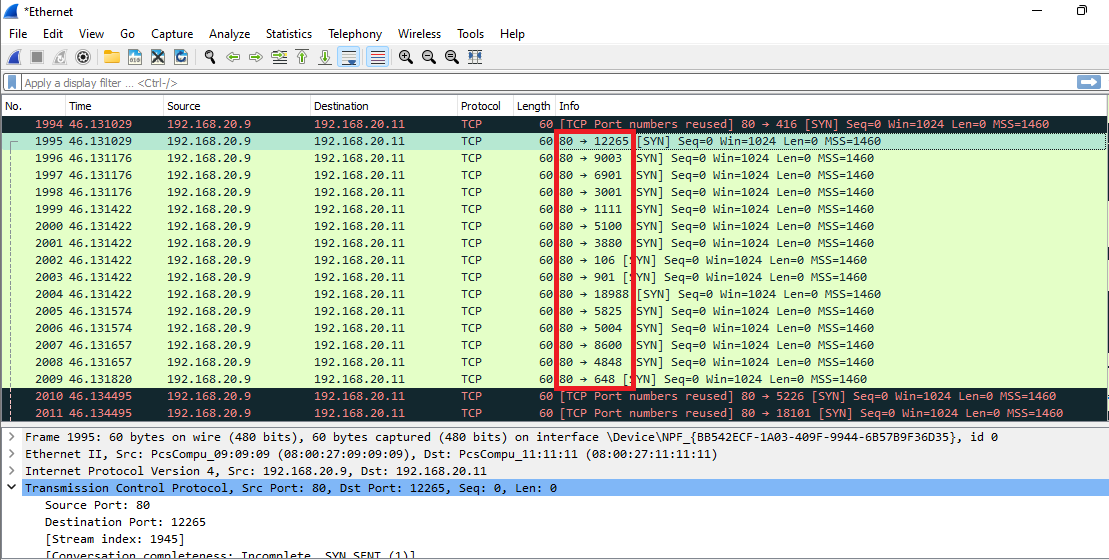 *Ethernet
File Edit View Go Capture Analyze Statistics Telephony Wireless Tools Help
Apply a display filter ... <Ctrl-/>
No. Time Source Destination Protocol Length Info
1994 46.131029 192.168.20.9 192.168.20.11 TCP 60 [TCP Port numbers reused] 80 → 416 [SYN] Seq=0 Win=1024 Len=0 MSS=1460
1995 46.131029 192.168.20.9 192.168.20.11 TCP 60 80 → 12265 [SYN] Seq=0 Win=1024 Len=0 MSS=1460
1996 46.131176 192.168.20.9 192.168.20.11 TCP 60 80 → 9003 [SYN] Seq=0 Win=1024 Len=0 MSS=1460
1997 46.131176 192.168.20.9 192.168.20.11 TCP 60 80 → 6901 [SYN] Seq=0 Win=1024 Len=0 MSS=1460
1998 46.131176 192.168.20.9 192.168.20.11 TCP 60 80 → 3001 [SYN] Seq=0 Win=1024 Len=0 MSS=1460
1999 46.131422 192.168.20.9 192.168.20.11 TCP 60 80 → 1111 [SYN] Seq=0 Win=1024 Len=0 MSS=1460
2000 46.131422 192.168.20.9 192.168.20.11 TCP 60 80 → 5100 [SYN] Seq=0 Win=1024 Len=0 MSS=1460
2001 46.131422 192.168.20.9 192.168.20.11 TCP 60 80 → 3880 [SYN] Seq=0 Win=1024 Len=0 MSS=1460
2002 46.131422 192.168.20.9 192.168.20.11 TCP 60 80 → 106 [SYN] Seq=0 Win=1024 Len=0 MSS=1460
2003 46.131422 192.168.20.9 192.168.20.11 TCP 60 80 → 901 [SYN] Seq=0 Win=1024 Len=0 MSS=1460
2004 46.131422 192.168.20.9 192.168.20.11 TCP 60 80 → 18988 [SYN] Seq=0 Win=1024 Len=0 MSS=1460
2005 46.131574 192.168.20.9 192.168.20.11 TCP 60 80 → 5825 [SYN] Seq=0 Win=1024 Len=0 MSS=1460
2006 46.131574 192.168.20.9 192.168.20.11 TCP 60 80 → 5004 [SYN] Seq=0 Win=1024 Len=0 MSS=1460
2007 46.131657 192.168.20.9 192.168.20.11 TCP 60 80 → 8600 [SYN] Seq=0 Win=1024 Len=0 MSS=1460
2008 46.131657 192.168.20.9 192.168.20.11 TCP 60 80 → 4848 [SYN] Seq=0 Win=1024 Len=0 MSS=1460
2009 46.131820 192.168.20.9 192.168.20.11 TCP 60 80 → 648 [SYN] Seq=0 Win=1024 Len=0 MSS=1460
2010 46.134495 192.168.20.9 192.168.20.11 TCP 60 [TCP Port numbers reused] 80 → 5226 [SYN] Seq=0 Win=1024 Len=0 MSS=1460
2011 46.134495 192.168.20.9 192.168.20.11 TCP 60 [TCP Port numbers reused] 80 → 18101 [SYN] Seq=0 Win=1024 Len=0 MSS=1460
Frame 1995: 60 bytes on wire (480 bits), 60 bytes captured (480 bits) on interface \Device\NPF_{BB542ECF-1A03-409F-9944-6B57B9F36D35}, id 0
Ethernet II, Src: PcsCompu_09:09:09 (08:00:27:09:09:09), Dst: PcsCompu_11:11:11 (08:00:27:11:11:11)
Internet Protocol Version 4, Src: 192.168.20.9, Dst: 192.168.20.11
Transmission Control Protocol, Src Port: 80, Dst Port: 12265, Seq: 0, Len: 0
Source Port: 80
Destination Port: 12265
[Stream index: 1945]
[Conversation completeness: Incomplete, SYN_SENT (1)]